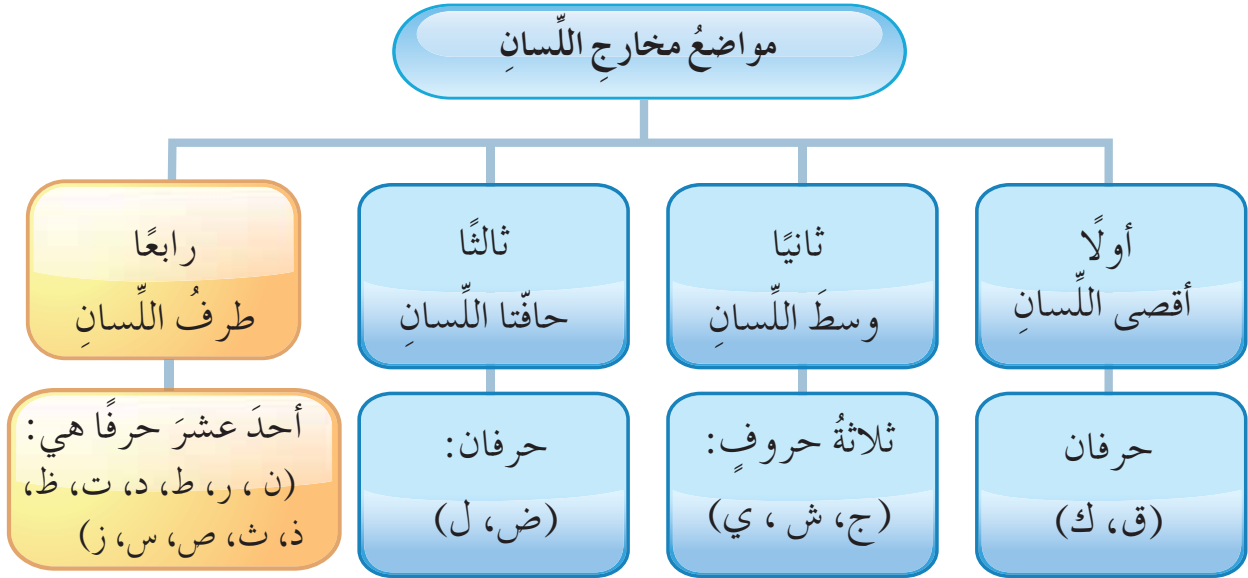 مواضعُ مخارجِ اللِّسانِ
أولًا
أقصى اللِّسانِ
حرفان
(ق، ك)
ثانيًا
وسطَ اللِّسانِ
ثلاثةُ حروفٍ:
(ج، ش ، ي)
ثالثًا
حافّتا اللِّسانِ
حرفان:
(ض، ل)
رابعًا
طرفُ اللِّسانِ
أحدَ عشرَ حرفًا هي:
(ن ، ر، ط، د، ت، ظ،
ذ، ث، ص، س، ز)